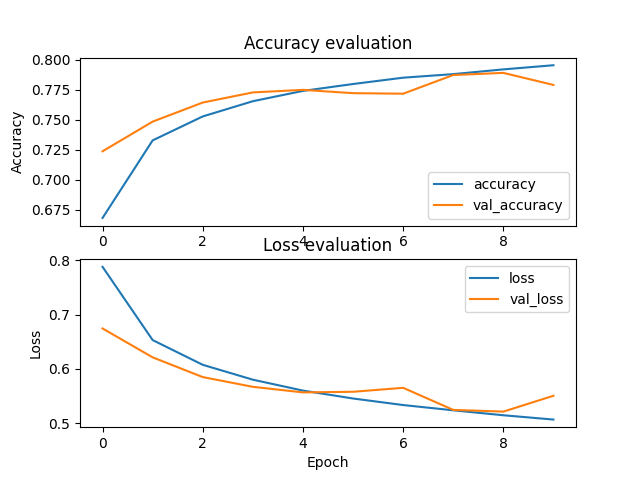 Accuracy evaluation
0.800
0.775
0.750
0.725
0.700
0.675
Accuracy
accuracy
val_accuracy
0 2 4 6 8
Loss evaluation
0.8
0.7
0.6
0.5
Loss
loss
val_loss
0 2 4 6 8
Epoch